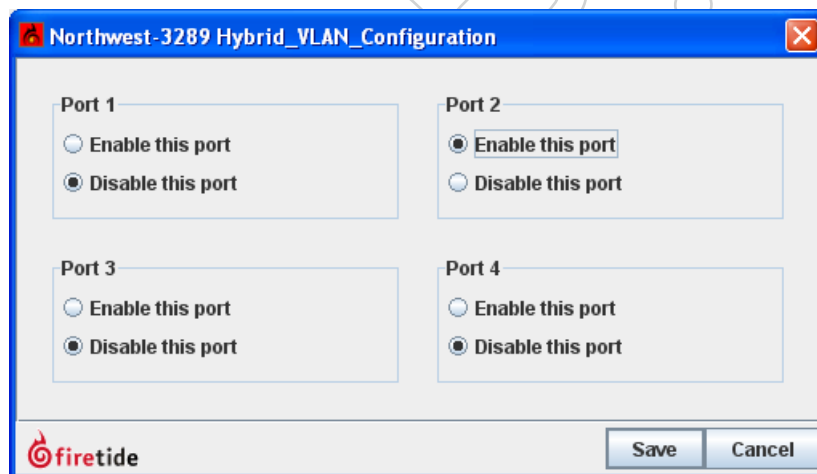 Northwest-3289 Hybrid_VLAN_Configuration
Port 1
Enable this port
Disable this port
Port 2
Enable this port
Disable this port
Port 3
Enable this port
Disable this port
Port 4
Enable this port
Disable this port
firetide
Save
Cancel